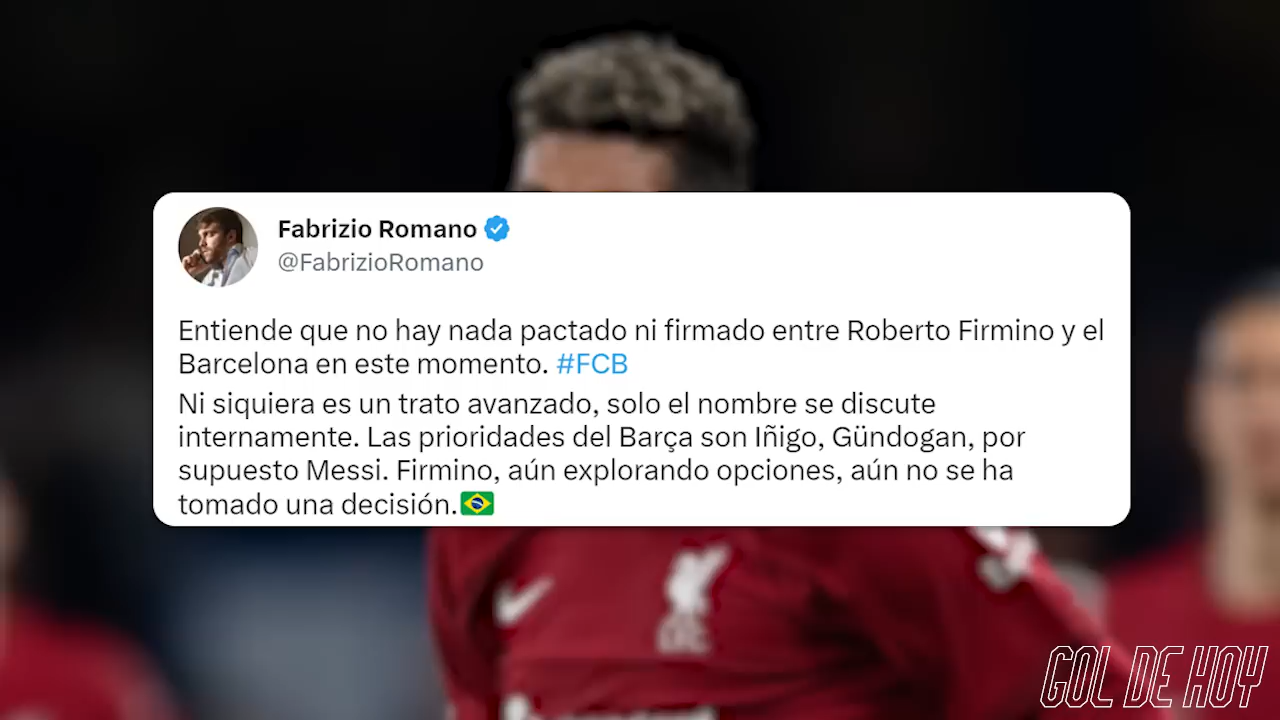 Fabrizio Romano
@FabrizioRomano
Entiende que no hay nada pactado ni firmado entre Roberto Firmino y el
Barcelona en este momento. #FCB
Ni siquiera es un trato avanzado, solo el nombre se discute
internamente. Las prioridades del Barça son Iñigo, Gündogan, por
supuesto Messi. Firmino, aún explorando opciones, aún no se ha
tomado una decisión.🇧🇷
GOL DE HOY